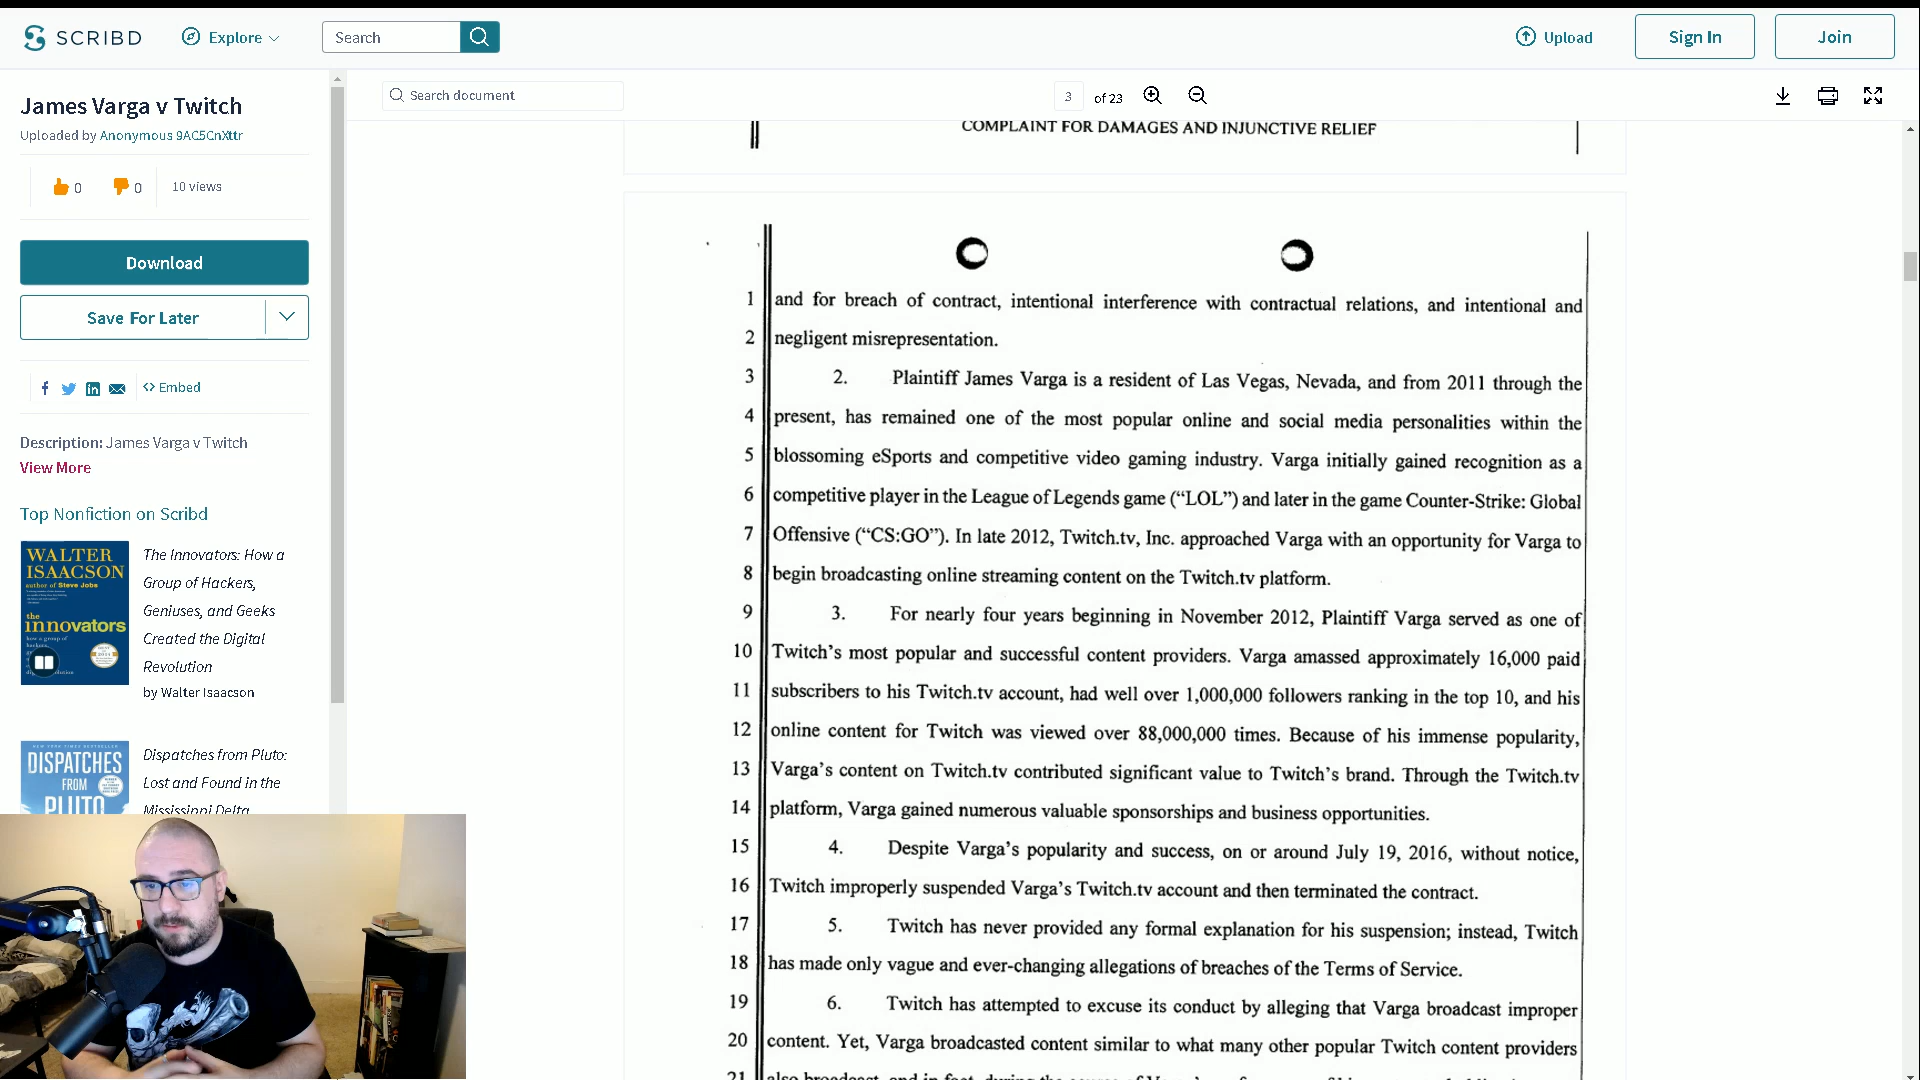 SCRIBD
Explore
Search
Upload
Sign In
Join
James Varga v Twitch
Uploaded by Anonymous 9AC5CnXttr
0
0
10 views
Download
Save For Later
Embed
Description: James Varga v Twitch
View More
Top Nonfiction on Scribd
WALTER
ISAACSON
author of Steve Jobs
the
innovators
The Innovators: How a
Group of Hackers,
Geniuses, and Geeks
Created the Digital
Revolution
by Walter Isaacson
DISPATCHES
FROM
PLUTO
Dispatches from Pluto:
Lost and Found in the
Mississippi Delta
Search document
3 of 23
COMPLAINT FOR DAMAGES AND INJUNCTIVE RELIEF
1 and for breach of contract, intentional interference with contractual relations, and intentional and
2 negligent misrepresentation.
3 2. Plaintiff James Varga is a resident of Las Vegas, Nevada, and from 2011 through the
4 present, has remained one of the most popular online and social media personalities within the
5 blossoming eSports and competitive video gaming industry. Varga initially gained recognition as a
6 competitive player in the League of Legends game (“LOL”) and later in the game Counter-Strike: Global
7 Offensive (“CS:GO”). In late 2012, Twitch.tv, Inc. approached Varga with an opportunity for Varga to
8 begin broadcasting online streaming content on the Twitch.tv platform.
9 3. For nearly four years beginning in November 2012, Plaintiff Varga served as one of
10 Twitch’s most popular and successful content providers. Varga amassed approximately 16,000 paid
11 subscribers to his Twitch.tv account, had well over 1,000,000 followers ranking in the top 10, and his
12 online content for Twitch was viewed over 88,000,000 times. Because of his immense popularity,
13 Varga’s content on Twitch.tv contributed significant value to Twitch’s brand. Through the Twitch.tv
14 platform, Varga gained numerous valuable sponsorships and business opportunities.
15 4. Despite Varga’s popularity and success, on or around July 19, 2016, without notice,
16 Twitch improperly suspended Varga’s Twitch.tv account and then terminated the contract.
17 5. Twitch has never provided any formal explanation for his suspension; instead, Twitch
18 has made only vague and ever-changing allegations of breaches of the Terms of Service.
19 6. Twitch has attempted to excuse its conduct by alleging that Varga broadcast improper
20 content. Yet, Varga broadcasted content similar to what many other popular Twitch content providers
21